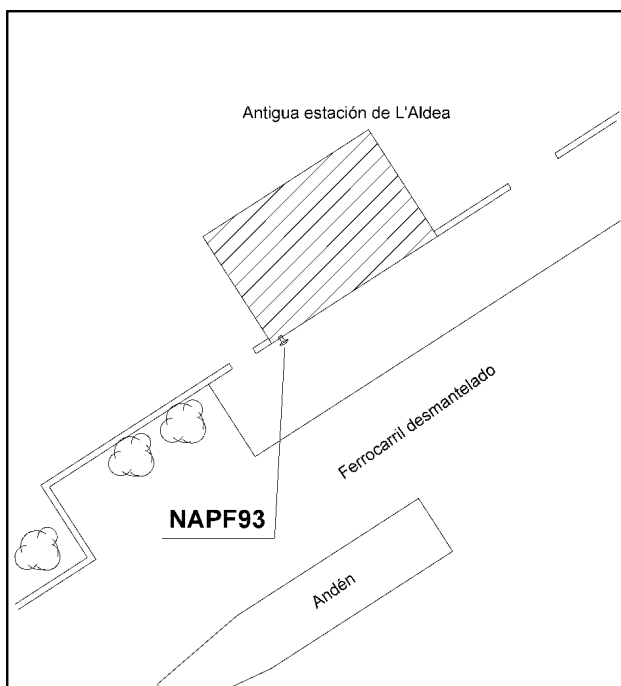 Antigua estación de L'Aldea
Ferrocarril desmantelado
NAPF93
Andén